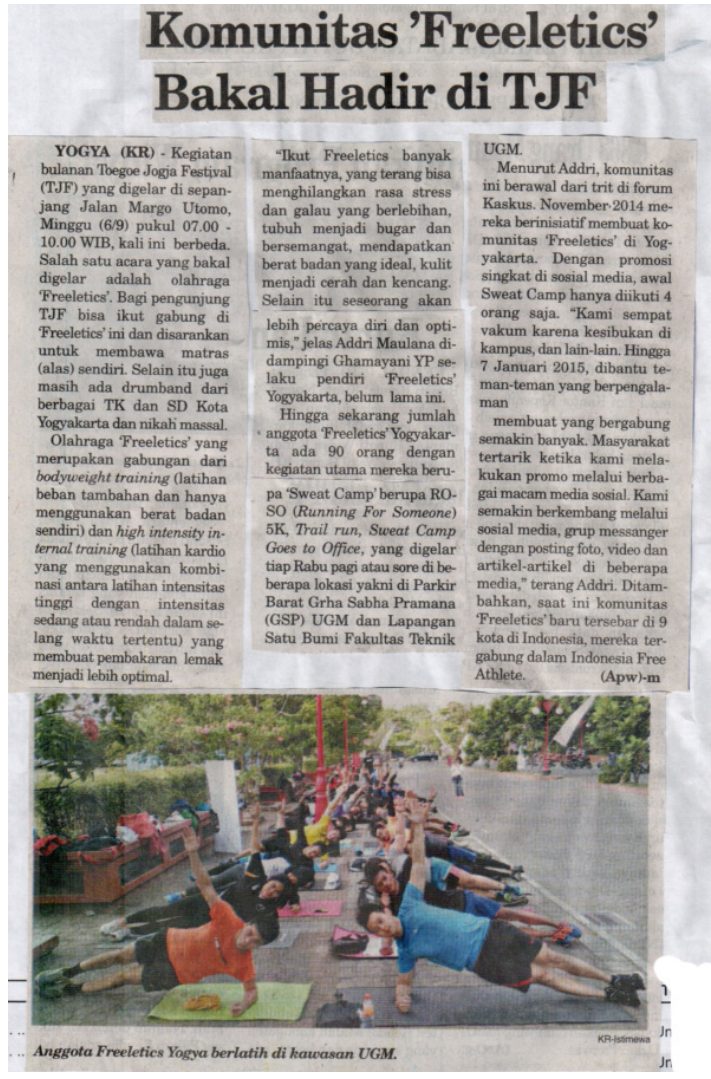 Komunitas 'Freeletics'
Bakal Hadir di TJF
YOGYA (KR) - Kegiatan
bulanan Toegoe Jogja Festival
(TJF) yang digelar di sepan-
jang Jalan Margo Utomo,
Minggu (6/9) pukul 07.00 -
10.00 WIB, kali ini berbeda.
Salah satu acara yang bakal
digelar adalah olahraga
'Freeletics'. Bagi pengunjung
TJF bisa ikut gabung di
'Freeletics' ini dan disarankan
untuk membawa matras
(alas) sendiri. Selain itu juga
masih ada drumband dari
berbagai TK dan SD Kota
Yogyakarta dan nikah massal.
Olahraga 'Freeletics' yang
merupakan gabungan dari
bodyweight training (latihan
beban tambahan dan hanya
menggunakan berat badan
sendiri) dan high intensity in-
ternal training (latihan kardio
yang menggunakan kombi-
nasi antara latihan intensitas
tinggi dengan intensitas
sedang atau rendah dalam se-
lang waktu tertentu) yang
membuat pembakaran lemak
menjadi lebih optimal.
"Ikut Freeletics banyak
manfaatnya, yang terang bisa
menghilangkan rasa stress
dan galau yang berlebihan,
tubuh menjadi bugar dan
bersemangat, mendapatkan
berat badan yang ideal, kulit
menjadi cerah dan kencang.
Selain itu seseorang akan
lebih percaya diri dan opti-
mis," jelas Addri Maulana di-
dampingi Ghamayani YP se-
laku pendiri 'Freeletics'
Yogyakarta, belum lama ini.
Hingga sekarang jumlah
anggota 'Freeletics' Yogyakar-
ta ada 90 orang dengan
kegiatan utama mereka beru-
pa 'Sweat Camp' berupa RO-
SO (Running For Someone)
5K, Trail run, Sweat Camp
Goes to Office, yang digelar
tiap Rabu pagi atau sore di be-
berapa lokasi yakni di Parkir
Barat Grha Sabha Pramana
(GSP) UGM dan Lapangan
Satu Bumi Fakultas Teknik
UGM.
Menurut Addri, komunitas
ini berawal dari trit di forum
Kaskus. November 2014 me-
reka berinisiatif membuat ko-
munitas 'Freeletics' di Yog-
yakarta. Dengan promosi
singkat di sosial media, awal
Sweat Camp hanya diikuti 4
orang saja. "Kami sempat
vakum karena kesibukan di
kampus, dan lain-lain. Hingga
7 Januari 2015, dibantu te-
man-teman yang berpengala-
man
membuat yang bergabung
semakin banyak. Masyarakat
tertarik ketika kami mela-
kukan promo melalui berba-
gai macam media sosial. Kami
semakin berkembang melalui
sosial media, grup messanger
dengan posting foto, video dan
artikel-artikel di beberapa
media," terang Addri. Ditam-
bahkan, saat ini komunitas
'Freeletics' baru tersebar di 9
kota di Indonesia, mereka ter-
gabung dalam Indonesia Free
Athlete. (Apw)-m
KR-Istimewa
Anggota Freeletics Yogya berlatih di kawasan UGM.